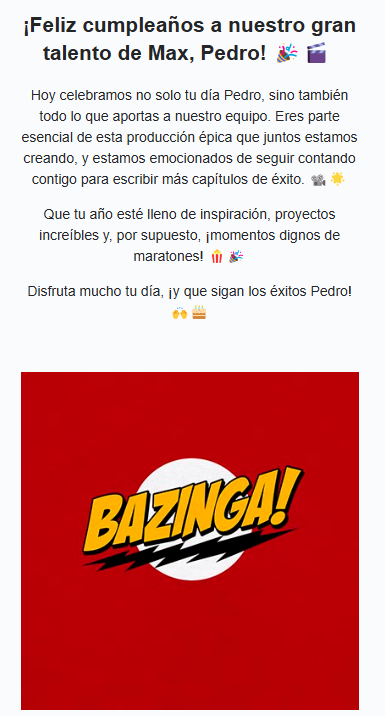 ¡Feliz cumpleaños a nuestro gran
talento de Max, Pedro! 🎉 🎬
Hoy celebramos no solo tu día Pedro, sino también
todo lo que aportas a nuestro equipo. Eres parte
esencial de esta producción épica que juntos estamos
creando, y estamos emocionados de seguir contando
contigo para escribir más capítulos de éxito. 📽️ 🌟
Que tu año esté lleno de inspiración, proyectos
increíbles y, por supuesto, ¡momentos dignos de
maratones! 🍿 🎉
Disfruta mucho tu día, ¡y que sigan los éxitos Pedro!
🙌 🎂
BAZINGA!